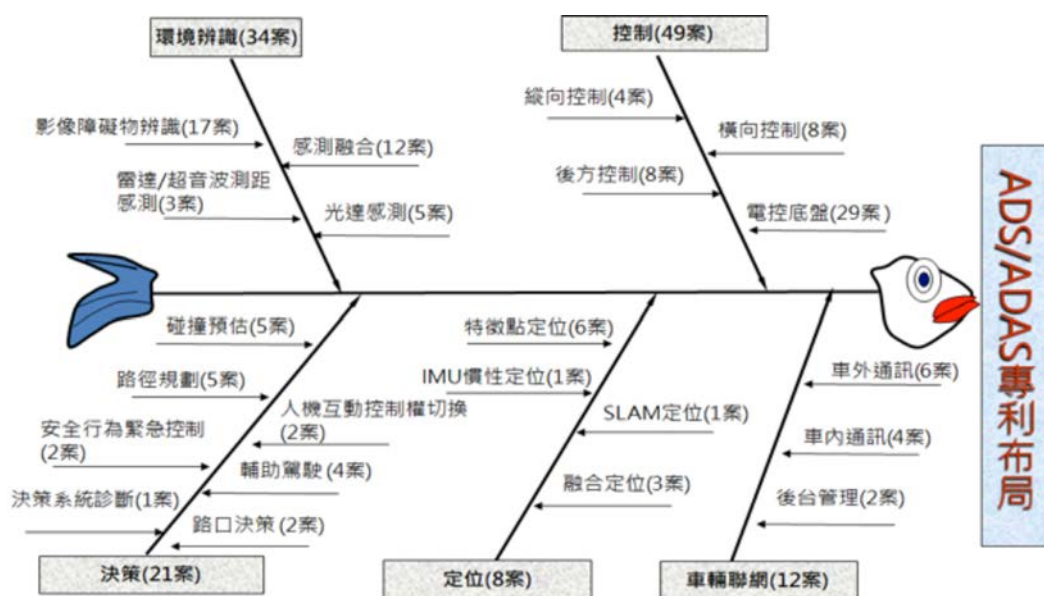 環境辨識(34案)
控制(49案)
影像障礙物辨識(17案)
感測融合(12案)
雷達/超音波測距
感測(3案)
光達感測(5案)
縱向控制(4案)
橫向控制(8案)
後方控制(8案)
電控底盤(29案)
ADS/ADAS專利布局
碰撞預估(5案)
路徑規劃(5案)
人機互動控制權切換
(2案)
安全行為緊急控制
(2案)
輔助駕駛(4案)
決策系統診斷(1案)
路口決策(2案)
決策(21案)
特徵點定位(6案)
IMU慣性定位(1案)
SLAM定位(1案)
融合定位(3案)
定位(8案)
車外通訊(6案)
車內通訊(4案)
後台管理(2案)
車輛聯網(12案)